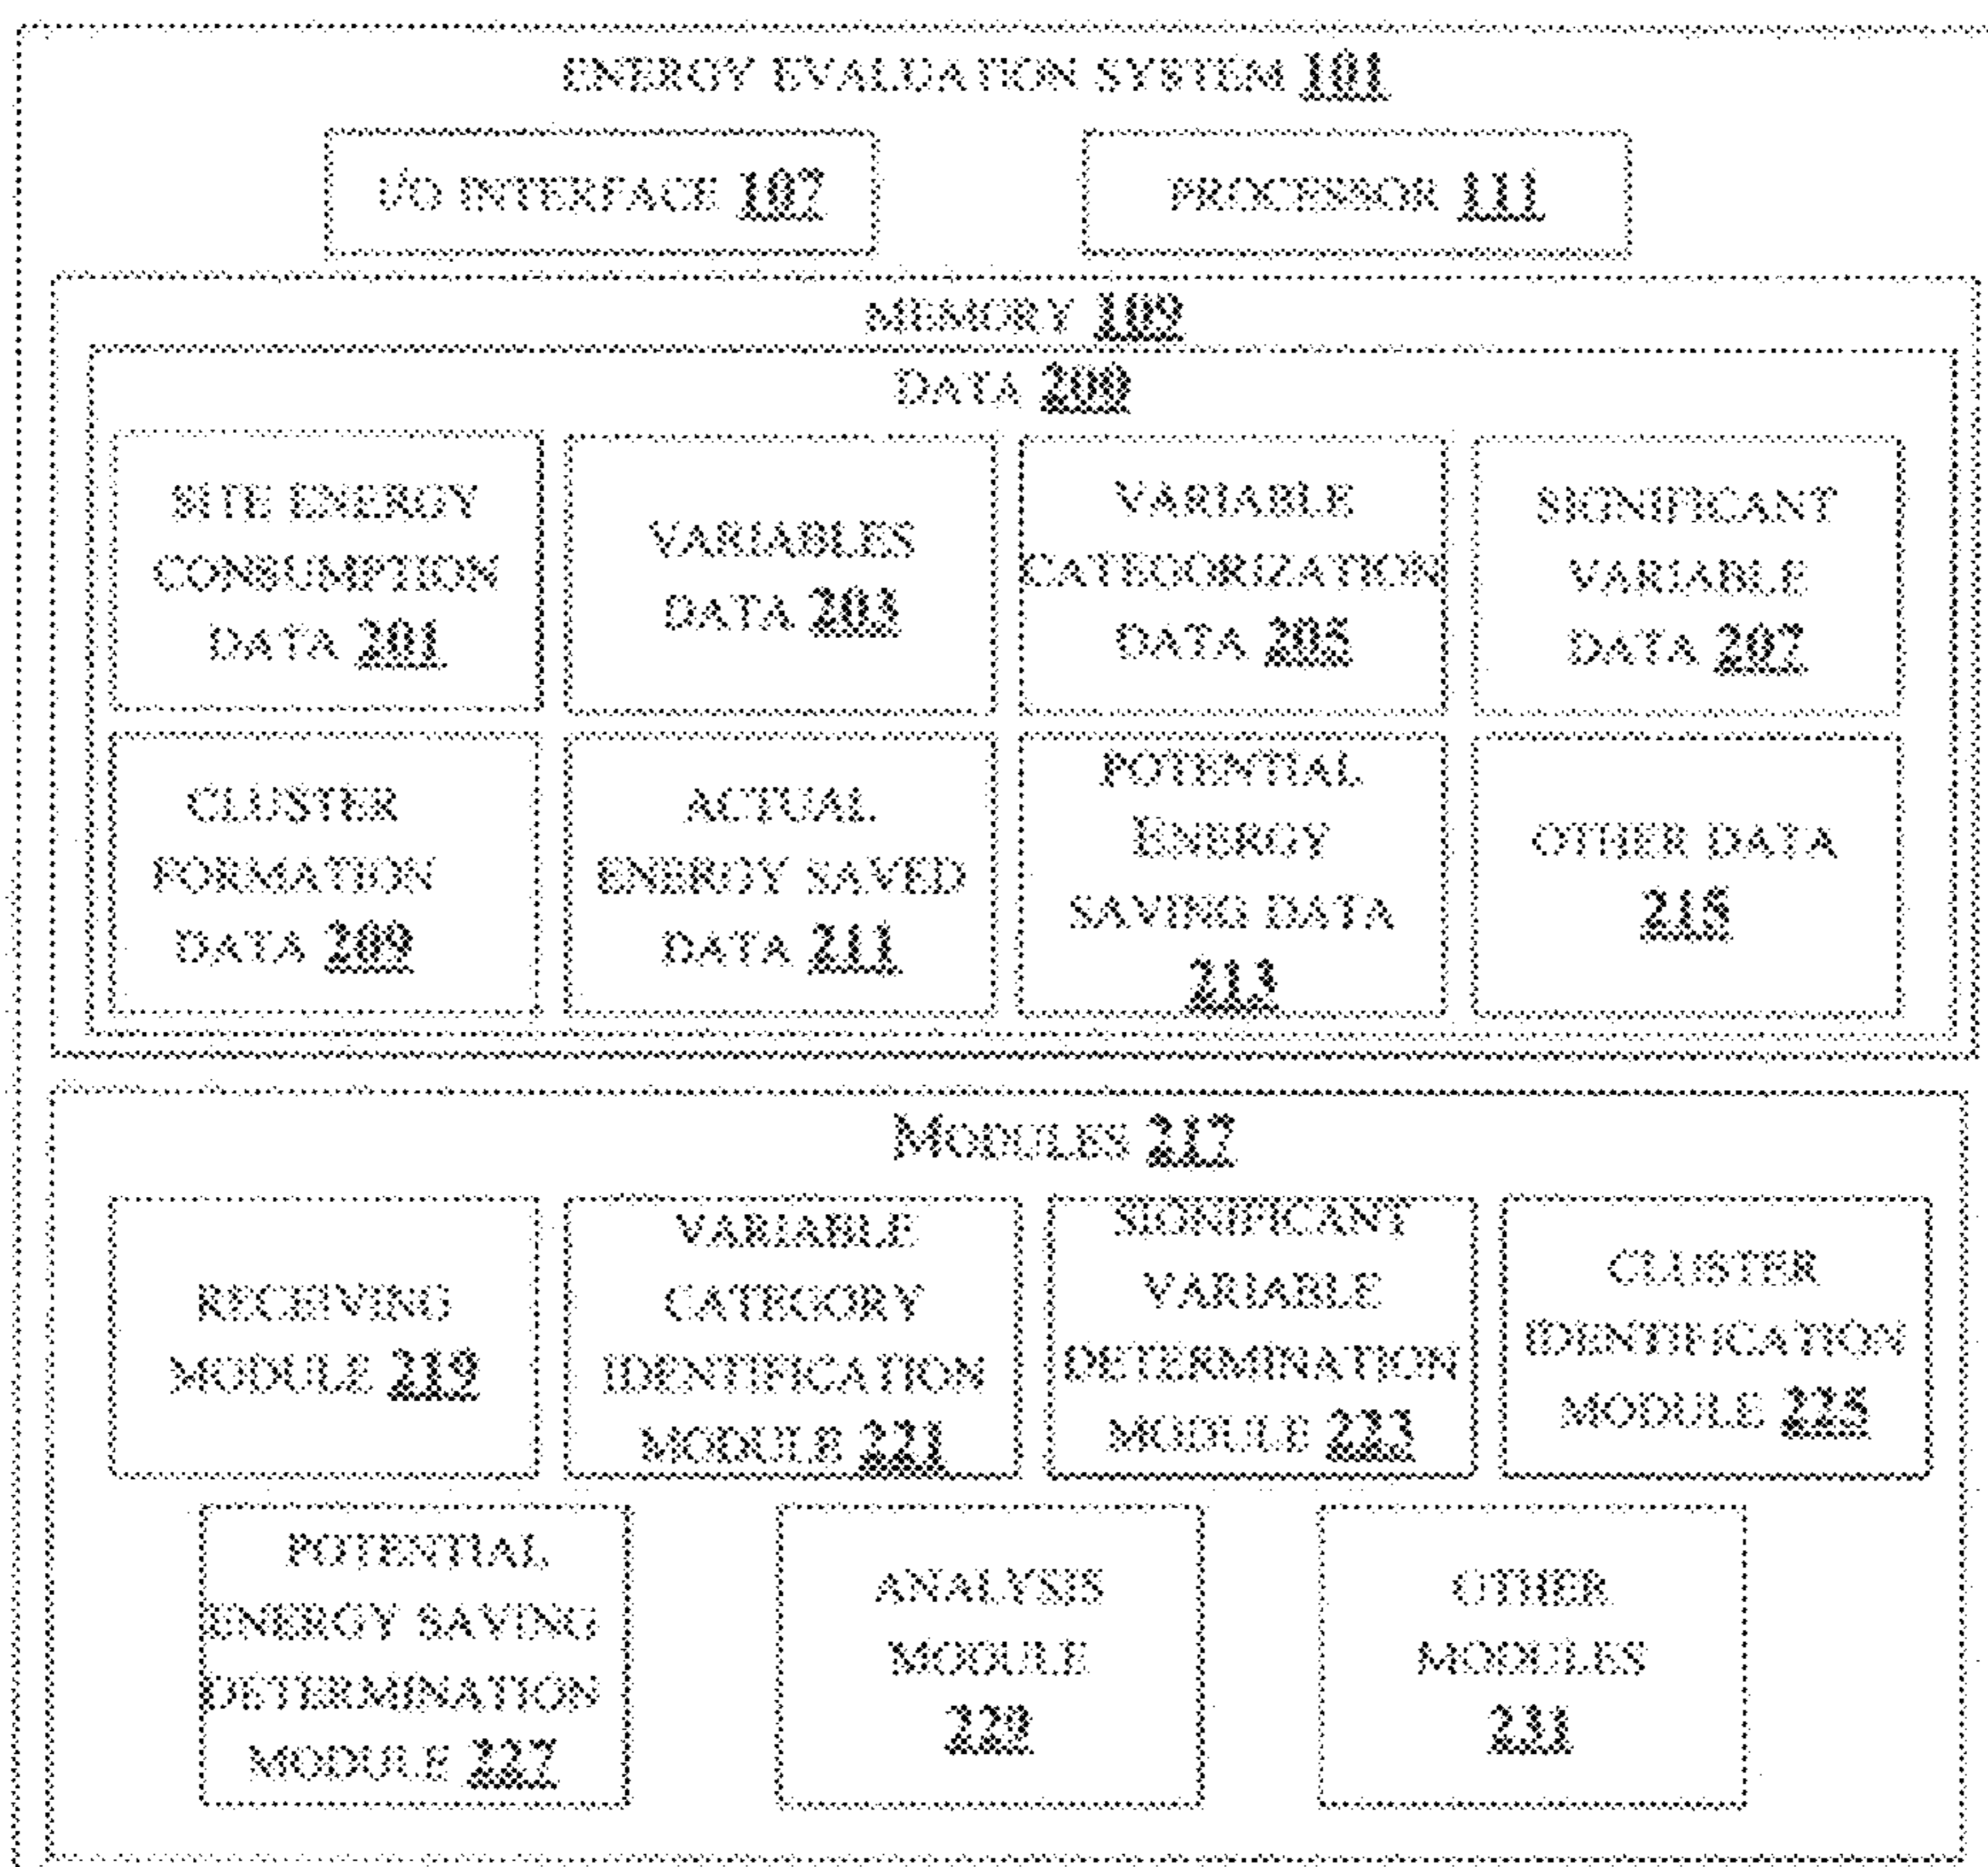 ENERGY EVALUATION SYSTEM 101
I/O INTERFACE 107
PROCESSOR 111
MEMORY 109
DATA 200
SITE ENERGY
CONSUMPTION
DATA 201
VARIABLES
DATA 203
VARIABLE
CATEGORIZATION
DATA 205
SIGNIFICANT
VARIABLE
DATA 207
CLUSTER
FORMATION
DATA 209
ACTUAL
ENERGY SAVED
DATA 211
POTENTIAL
ENERGY
SAVING DATA
213
OTHER DATA
215
MODULES 217
RECEIVING
MODULE 219
VARIABLE
CATEGORY
IDENTIFICATION
MODULE 221
SIGNIFICANT
VARIABLE
DETERMINATION
MODULE 223
CLUSTER
IDENTIFICATION
MODULE 225
POTENTIAL
ENERGY SAVING
DETERMINATION
MODULE 227
ANALYSIS
MODULE
229
OTHER
MODULES
231